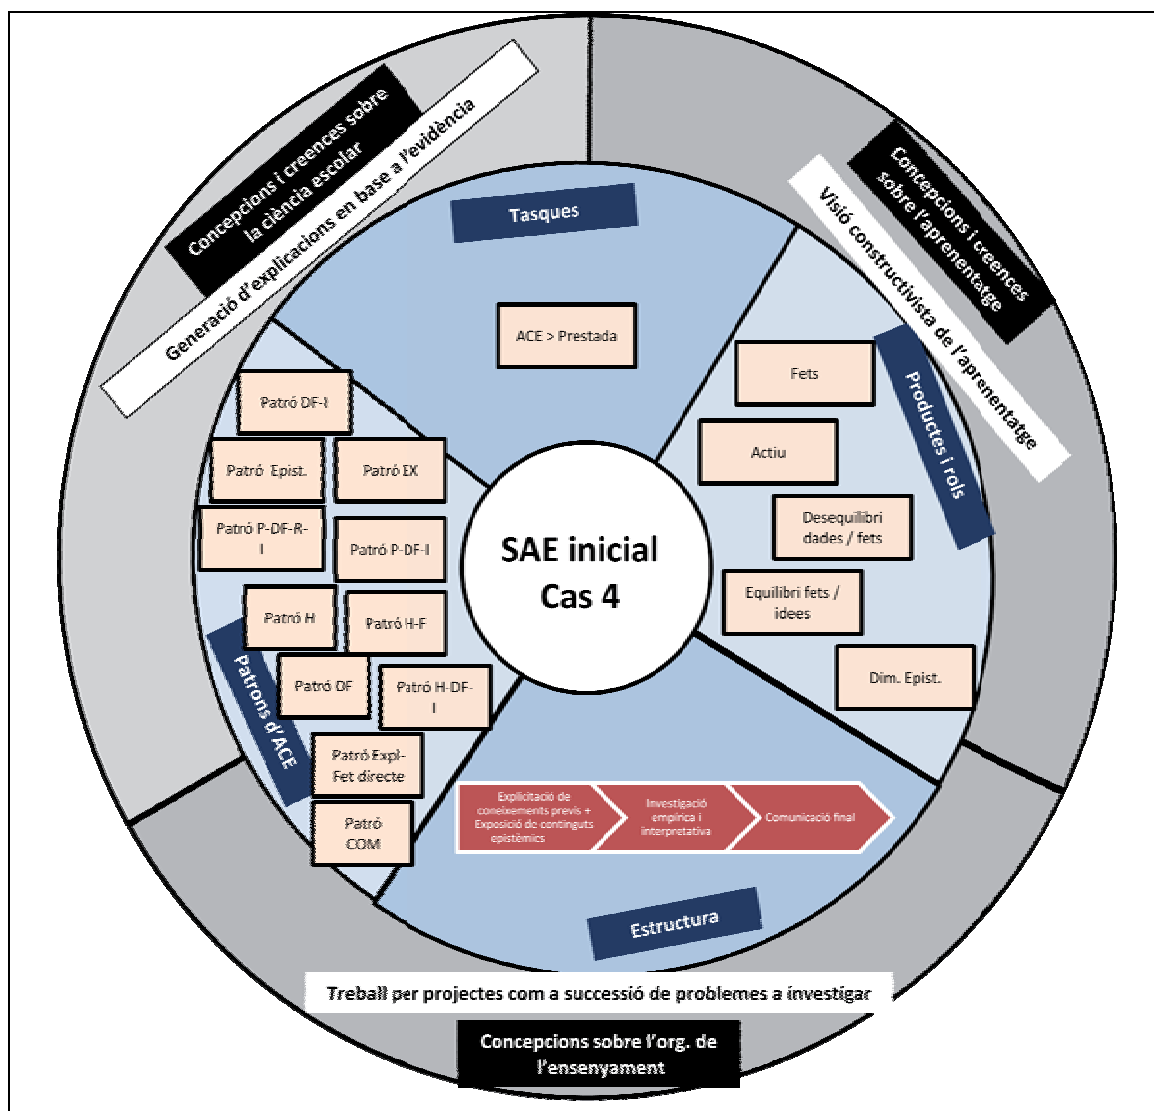 Concepcions i creences sobre
la ciència escolar
Generació d'explicacions en base a l'evidència
Concepcions i creences
sobre l'aprenentatge
Visió constructivista de l'aprenentatge
Tasques
ACE > Prestada
Productes i rols
Fets
Actiu
Desequilibri
dades / fets
Equilibri fets /
idees
Dim. Epist.
SAE inicial
Cas 4
Patró DF-I
Patró Epist.
Patró EX
Patró P-DF-R-
I
Patró P-DF-I
Patró H
Patró H-F
Patró DF
Patró H-DF-
I
Patró Expl-
Fet directe
Patró
COM
Patrons d'ACE
Explicitació de
coneixements previs +
Exposició de continguts
epistèmics
Investigació
empírica i
interpretativa
Comunicació final
Estructura
Treball per projectes com a successió de problemes a investigar
Concepcions sobre l'org. de
l'ensenyament